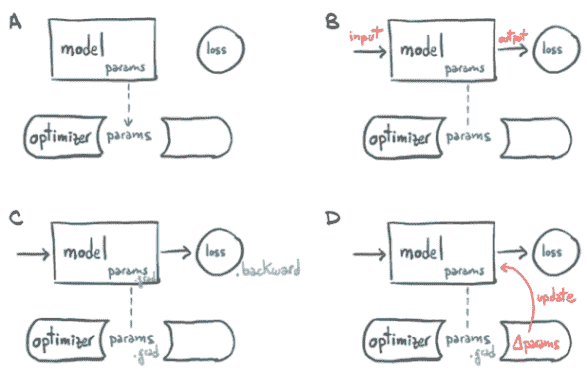 A
model
params
loss
optimizer params
B
input
output
model
params
loss
optimizer params
C
model
params
.grad
loss
.backward
optimizer params
.grad
D
model
params
loss
update
optimizer params
.grad
Δparams